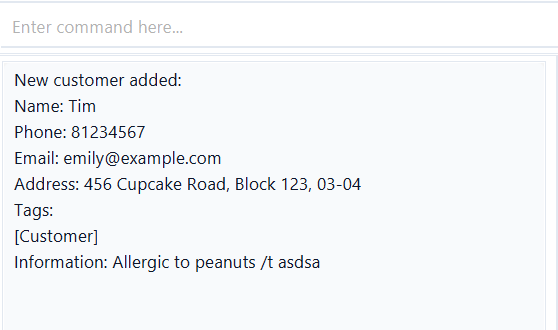 Enter command here...
New customer added:
Name: Tim
Phone: 81234567
Email: emily@example.com
Address: 456 Cupcake Road, Block 123, 03-04
Tags:
[Customer]
Information: Allergic to peanuts /t asdsa